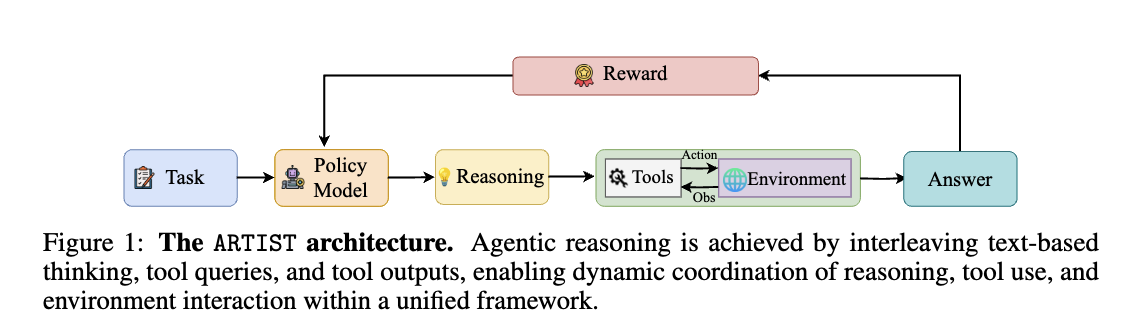 Reward
Task
Policy
Model
Reasoning
Tools
Action
Obs
Environment
Answer
Figure 1: The ARTIST architecture. Agentic reasoning is achieved by interleaving text-based
thinking, tool queries, and tool outputs, enabling dynamic coordination of reasoning, tool use, and
environment interaction within a unified framework.